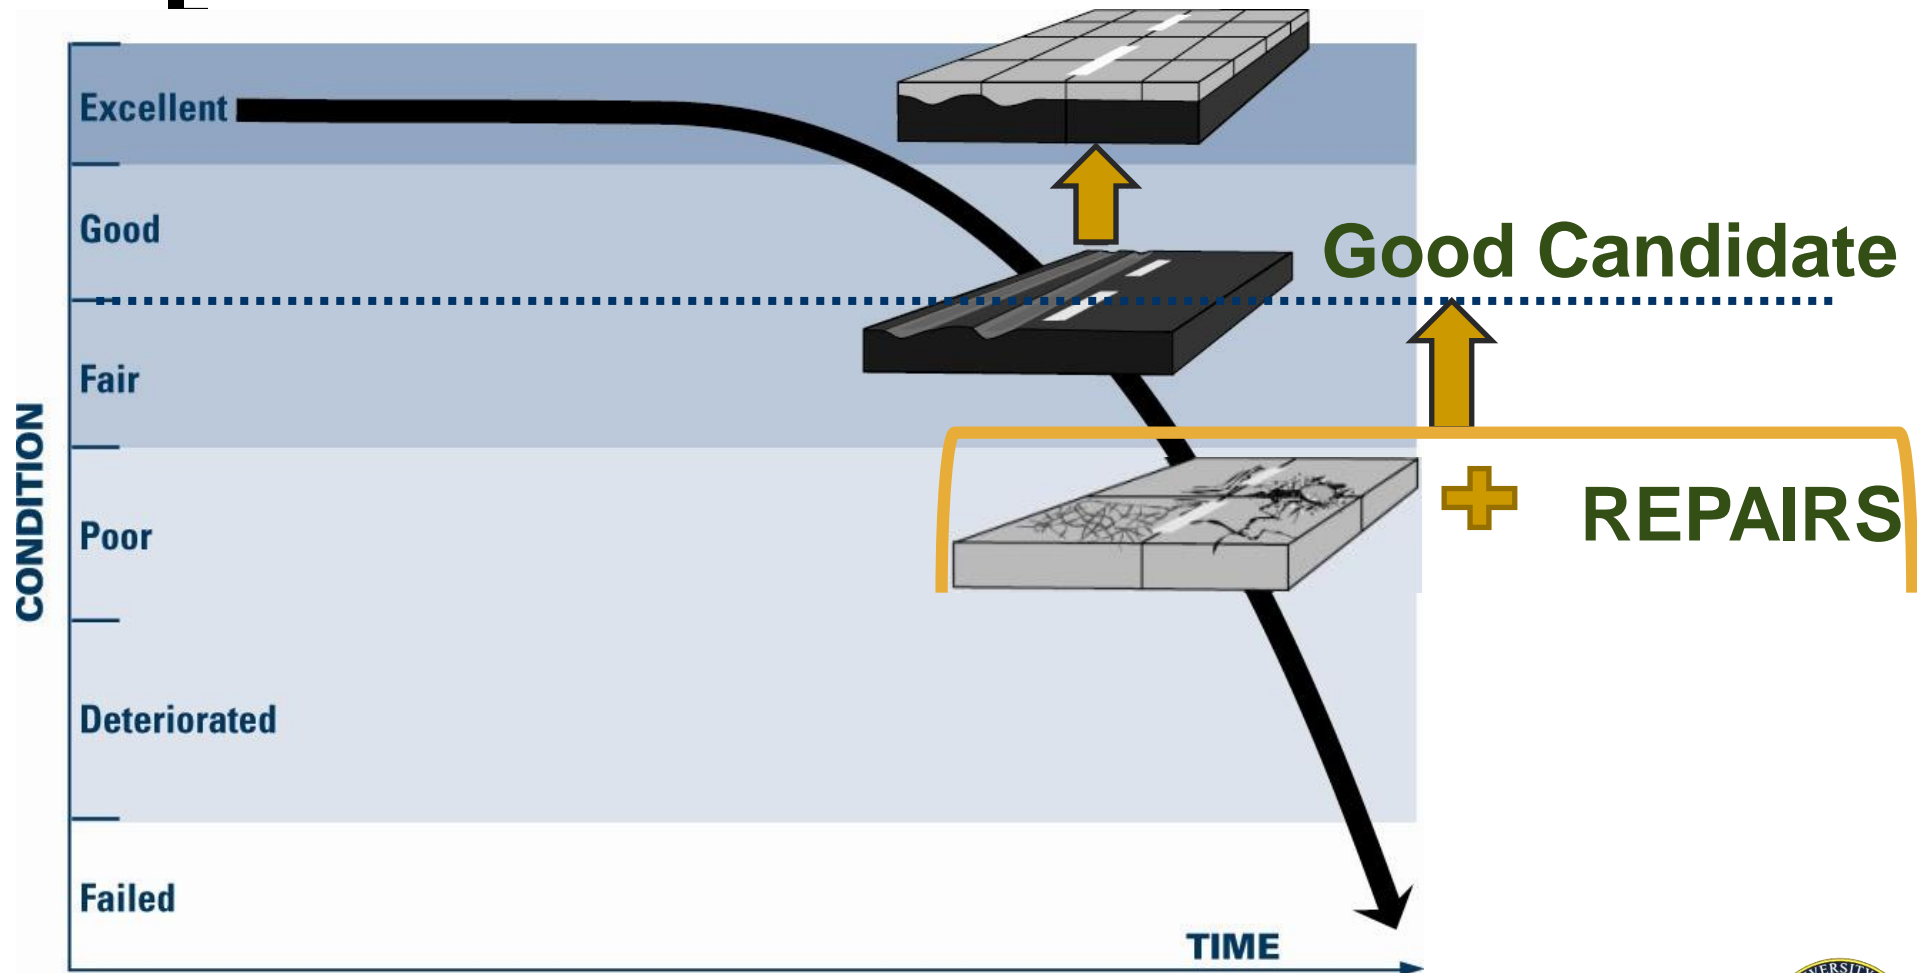 Excellent
Good
Good Candidate
Fair
CONDITION
Poor
REPAIRS
Deteriorated
Failed
TIME